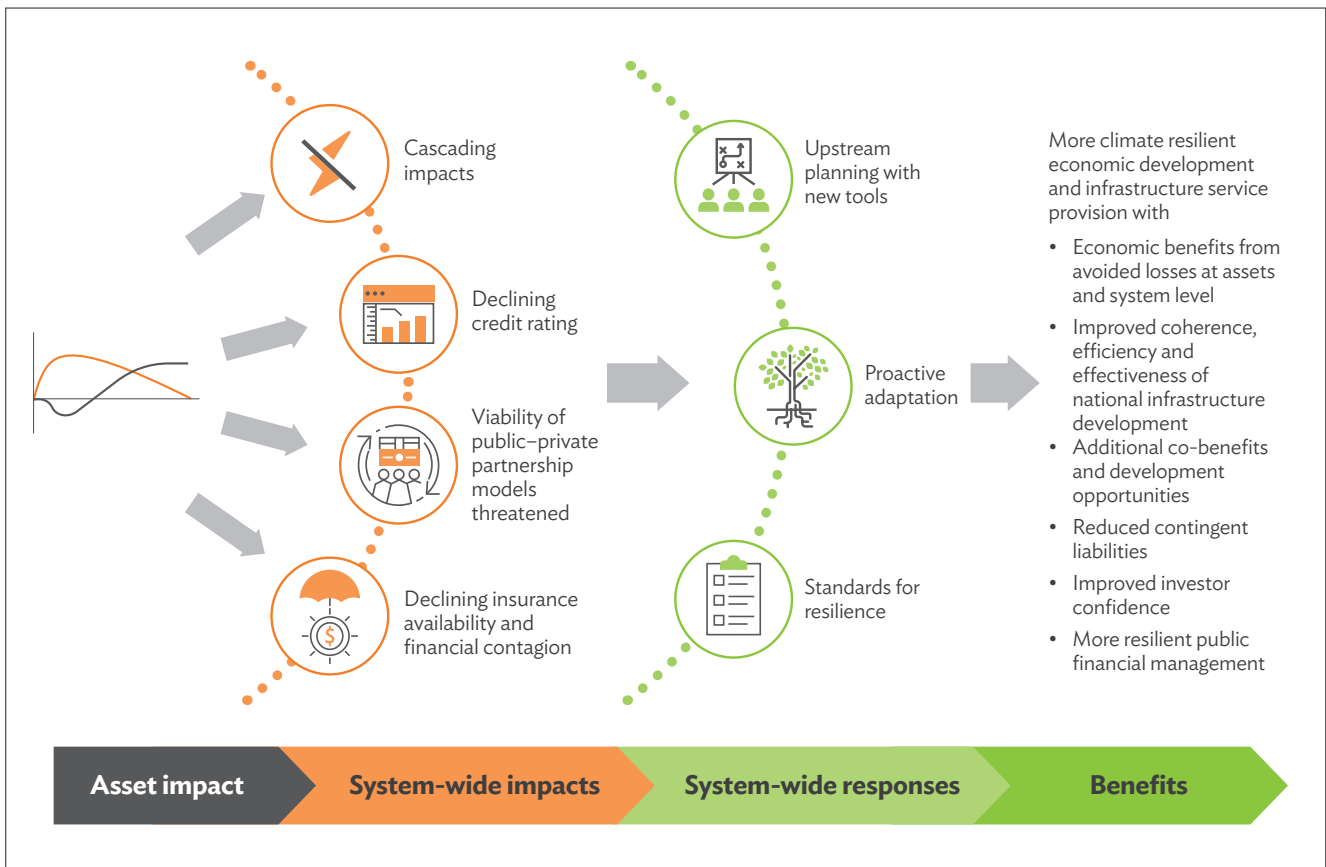 Cascading
impacts
Declining
credit rating
Viability of
public–private
partnership
models
threatened
$
Declining insurance
availability and
financial contagion
Upstream
planning with
new tools
Proactive
adaptation
Standards for
resilience
More climate resilient
economic development
and infrastructure service
provision with
• Economic benefits from
avoided losses at assets
and system level
• Improved coherence,
efficiency and
effectiveness of
national infrastructure
development
• Additional co-benefits
and development
opportunities
• Reduced contingent
liabilities
• Improved investor
confidence
• More resilient public
financial management
Asset impact
System-wide impacts
System-wide responses
Benefits